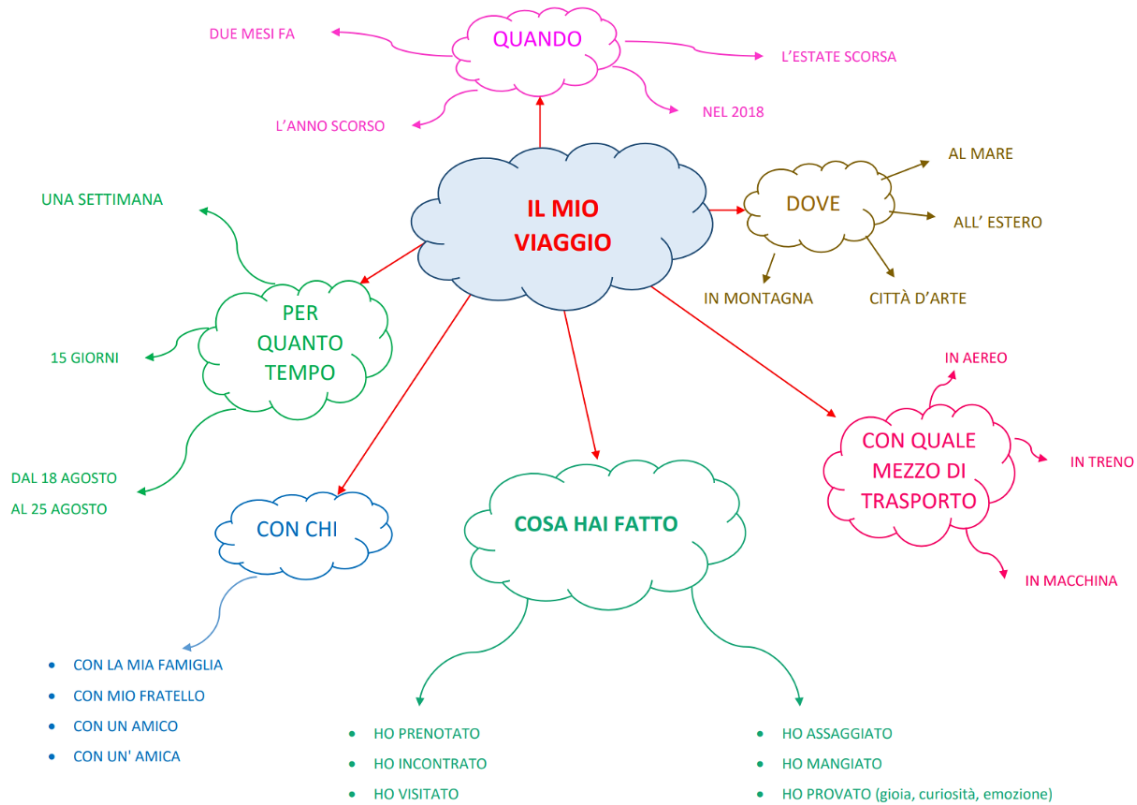 QUANDO
DUE MESI FA
L'ESTATE SCORSA
L'ANNO SCORSO
NEL 2018
IL MIO
VIAGGIO
DOVE
AL MARE
ALL' ESTERO
IN MONTAGNA
CITTÀ D'ARTE
UNA SETTIMANA
PER
QUANTO
TEMPO
15 GIORNI
DAL 18 AGOSTO
AL 25 AGOSTO
IN AEREO
CON QUALE
MEZZO DI
TRASPORTO
IN TRENO
IN MACCHINA
CON CHI
• CON LA MIA FAMIGLIA
• CON MIO FRATELLO
• CON UN AMICO
• CON UN' AMICA
COSA HAI FATTO
• HO PRENOTATO
• HO INCONTRATO
• HO VISITATO
• HO ASSAGGIATO
• HO MANGIATO
• HO PROVATO (gioia, curiosità, emozione)